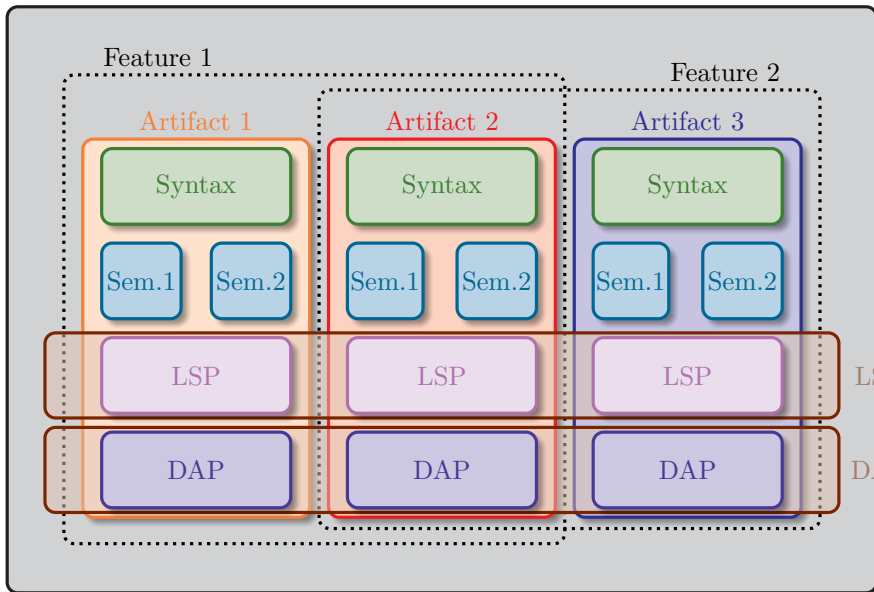 Feature 1
Feature 2
Artifact 1 Artifact 2 Artifact 3
Syntax Syntax Syntax
Sem.1 Sem.2 Sem.1 Sem.2 Sem.1 Sem.2
LSP LSP LSP
DAP DAP DAP